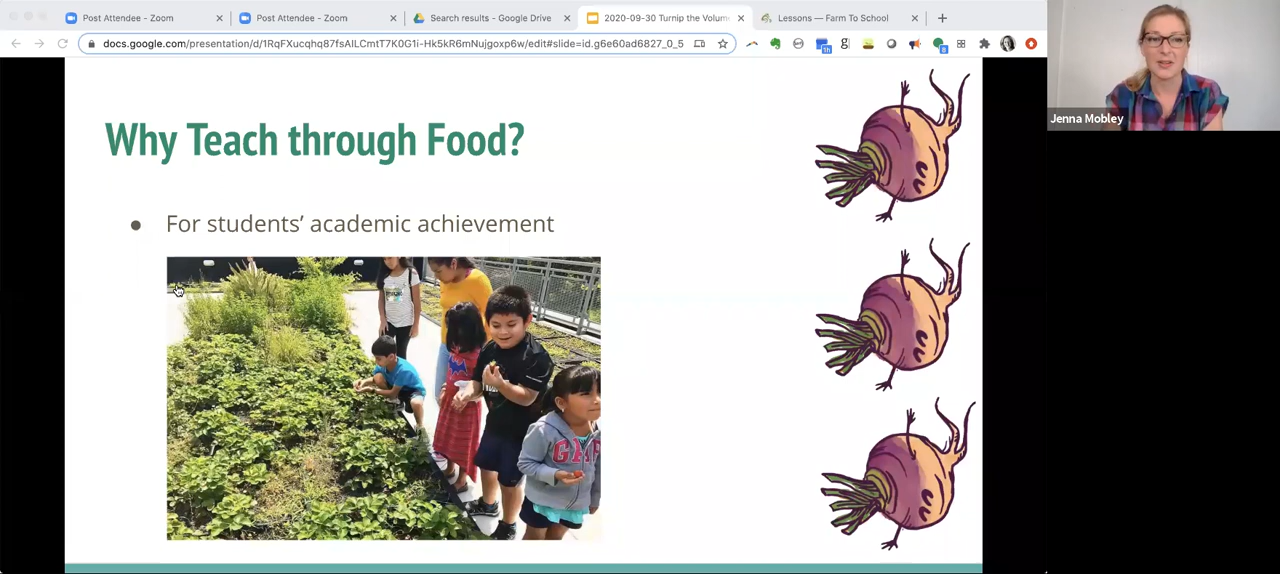 Post Attendee - Zoom
Post Attendee - Zoom
Search results - Google Drive
2020-09-30 Turnip the Volum
Lessons — Farm To School
docs.google.com/presentation/d/1RqFXucqhq87fsAILCmtT7K0G1i-Hk5kR6mNujgoxp6w/edit#slide=id.g6e60ad6827_0_5
1h
g
8
Jenna Mobley
Why Teach through Food?
● For students’ academic achievement